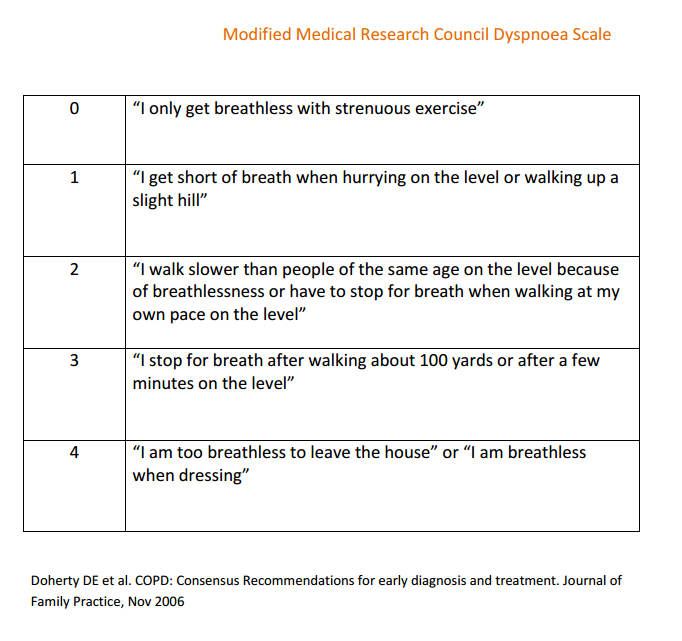 Modified Medical Research Council Dyspnoea Scale
0 “I only get breathless with strenuous exercise”
1 “I get short of breath when hurrying on the level or walking up a
slight hill”
2 “I walk slower than people of the same age on the level because
of breathlessness or have to stop for breath when walking at my
own pace on the level”
3 “I stop for breath after walking about 100 yards or after a few
minutes on the level”
4 “I am too breathless to leave the house” or “I am breathless
when dressing”
Doherty DE et al. COPD: Consensus Recommendations for early diagnosis and treatment. Journal of
Family Practice, Nov 2006